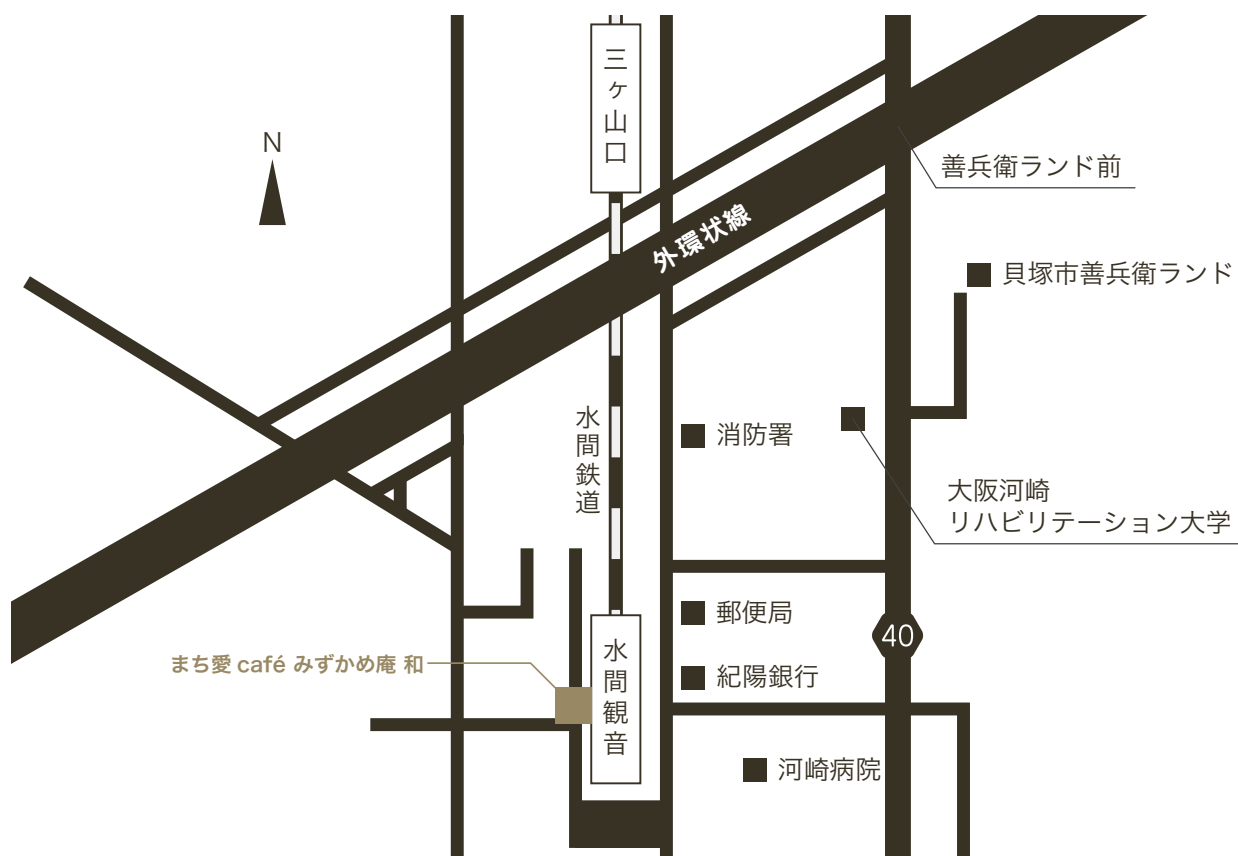 三ヶ山口
N
善兵衛ランド前
外環状線
貝塚市善兵衛ランド
水間鉄道
消防署
大阪河崎
リハビリテーション大学
郵便局
40
水間観音
まち愛 café みずかめ庵 和
紀陽銀行
河崎病院